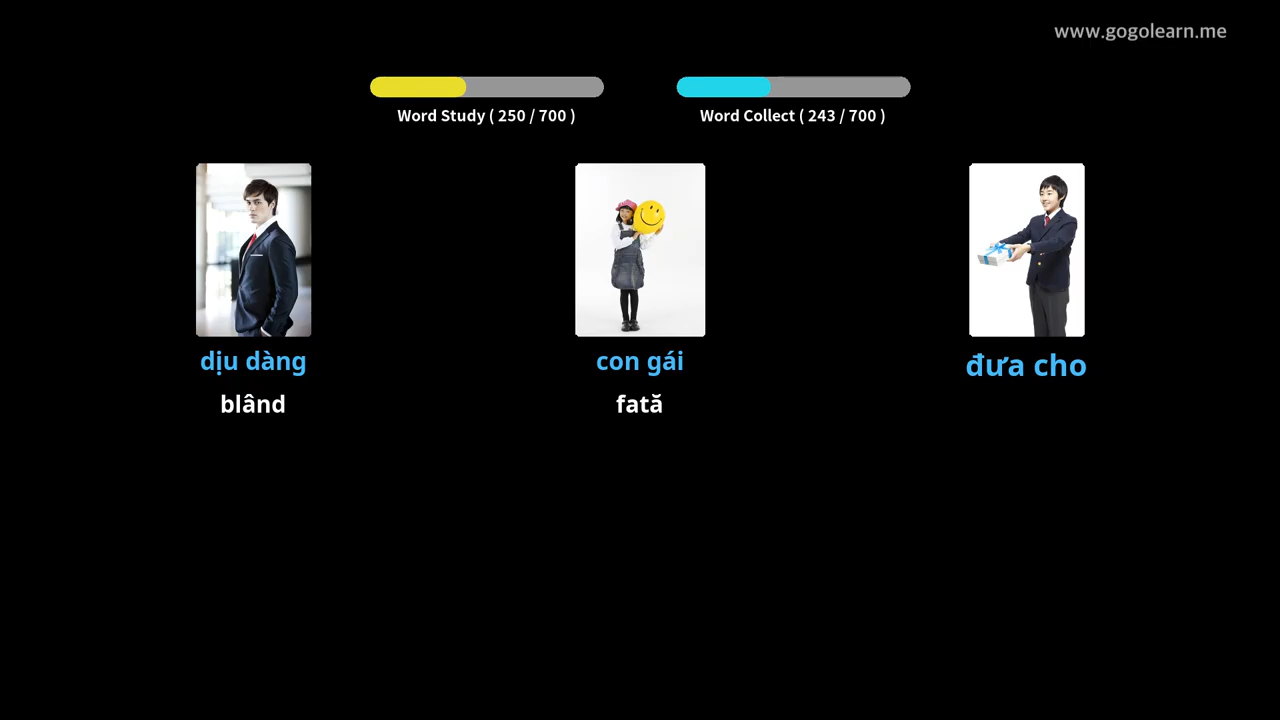 www.gogolearn.me
Word Study ( 250 / 700 )
Word Collect ( 243 / 700 )
dịu dàng
blând
con gái
fată
đưa cho